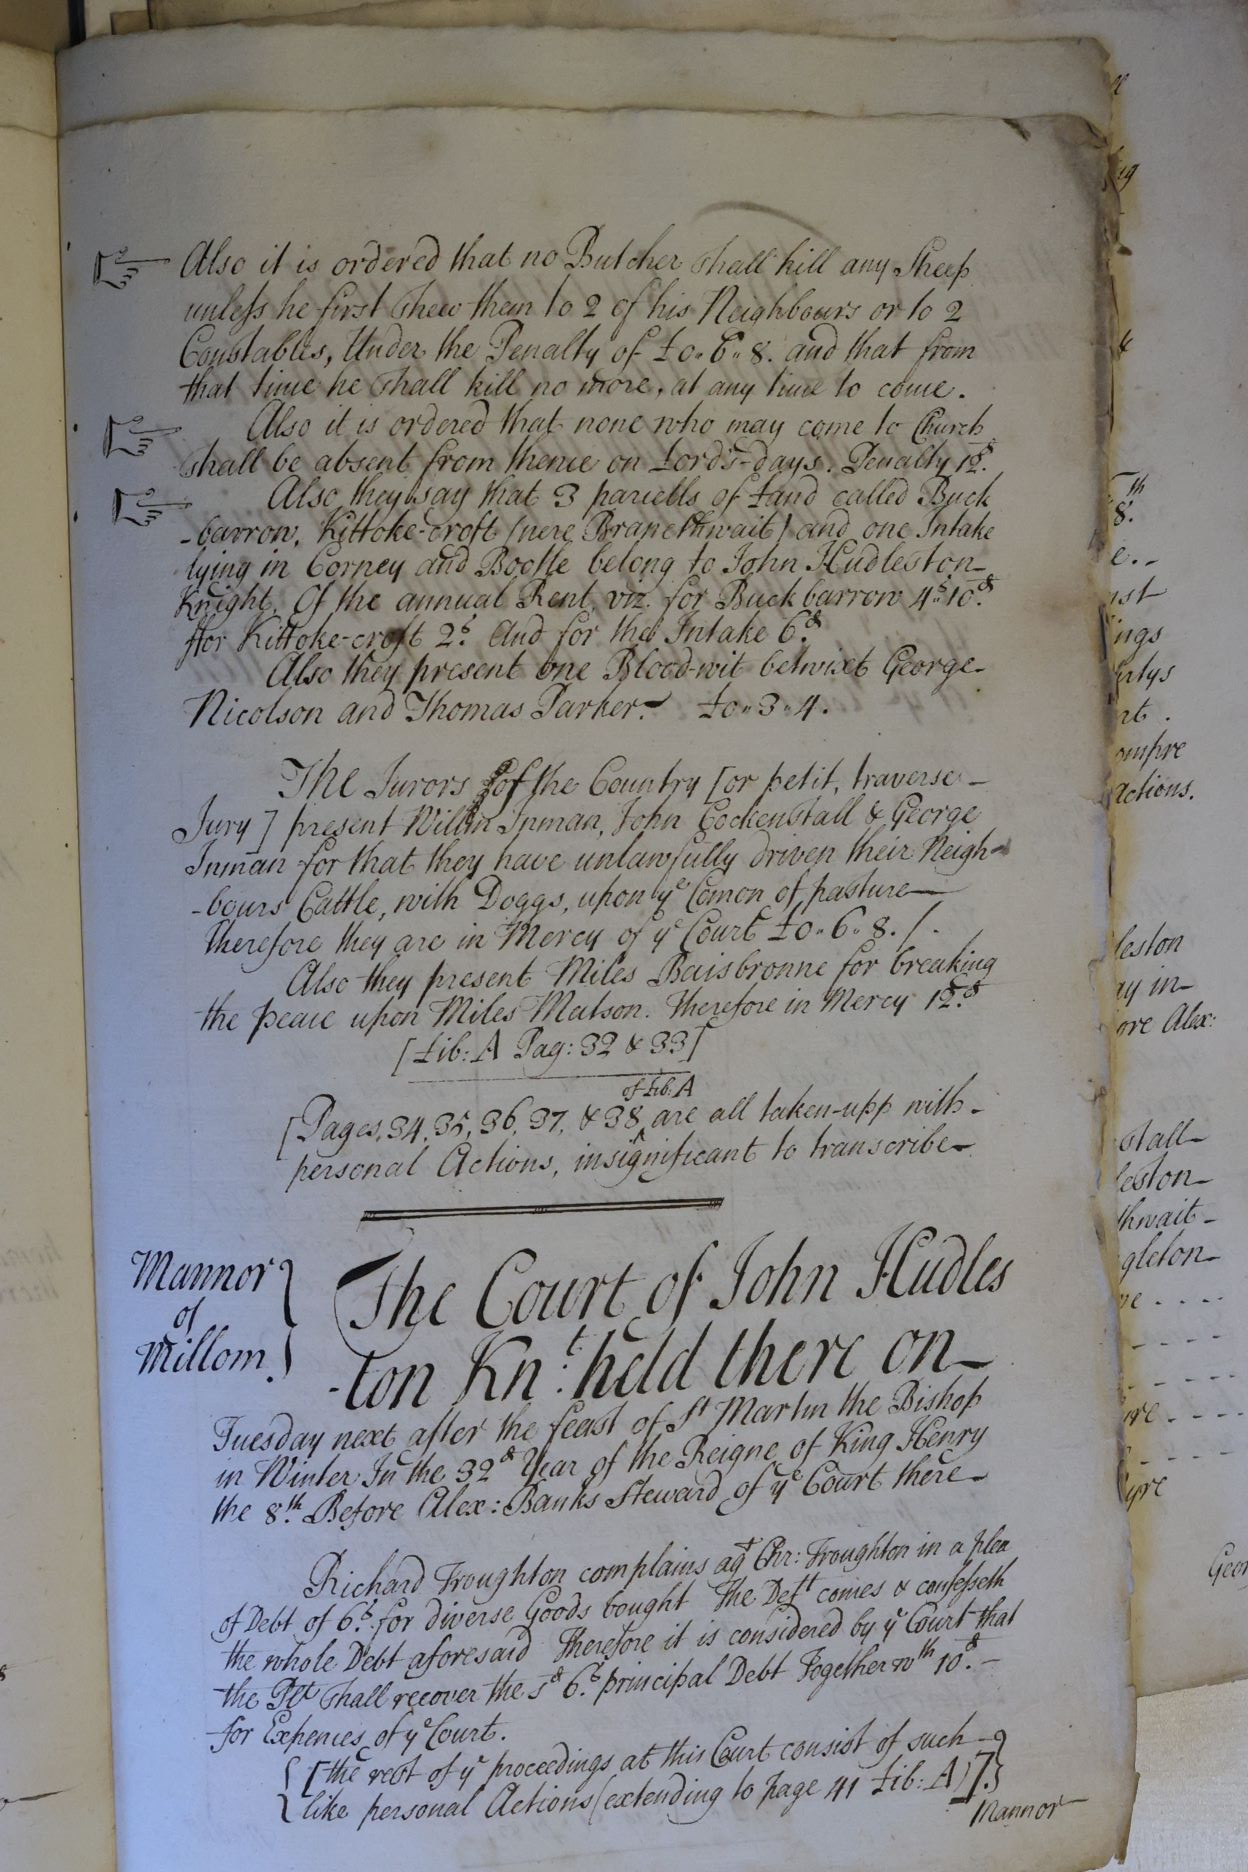 Also it is ordered that no Butcher shall kill any Sheep
unless he first shew them to 2 of his Neighbours or to 2
Constables, Under the Penalty of £0„6„8. and that from
that time he shall kill no more, at any time to come.
Also it is ordered that none who may come to Church
shall be absent from thence on Lord's-days. Penalty 12d.
Also they say that 3 parcells of Land called Buck
-barrow, Kittoke-croft (nere Branethwait) and one Intake
lying in Corney and Bootle belong to John Hudleston
Knight, Of the annual Rent, viz. for Buckbarrow 4s„10d.
ffor Kittoke-croft 2s. And for the Intake 6d.
Also they present one Blood-wit betwixt George
Nicolson and Thomas Parker. £0„3„4.
The Jurors of the Country [or petit, traverse
Jury] present Willm Inman, John Cockenstall & George
Inman for that they have unlawfully driven their Neigh-
-bours Cattle, with Doggs, upon ye Comon of pasture
therefore they are in Mercy of ye Court £0„6„8./.
Also they present Miles Baisbronne for breaking
the peace upon Miles Matson. Therefore in Mercy 12d.
[Lib: A Pag: 32 & 33]
of Lib: A
[Pages, 34, 35, 36, 37, & 38 ^ are all taken-upp with
personal Actions, insignificant to transcribe
Mannor
of
Millom.
The Court of John Hudles
-ton Knt. held there on
Tuesday next after the feast of St Martin the Bishop
in Winter In the 32d Year of the Reigne of King Henry
the 8th. Before Alex: Banks Steward of ye Court there
Richard Troughton complains agt Chr: Troughton in a plea
of Debt of 6s. for diverse Goods bought The Deft comes & confesseth
the whole Debt aforesaid Therefore it is considered by ye Court that
the Plt shall recover the sd 6s. principal Debt Together wth 10d.
for Expences of ye Court.
[the rest of ye proceedings at this Court consist of such
like personal Actions (extending to page 41 Lib: A)].
Mannor